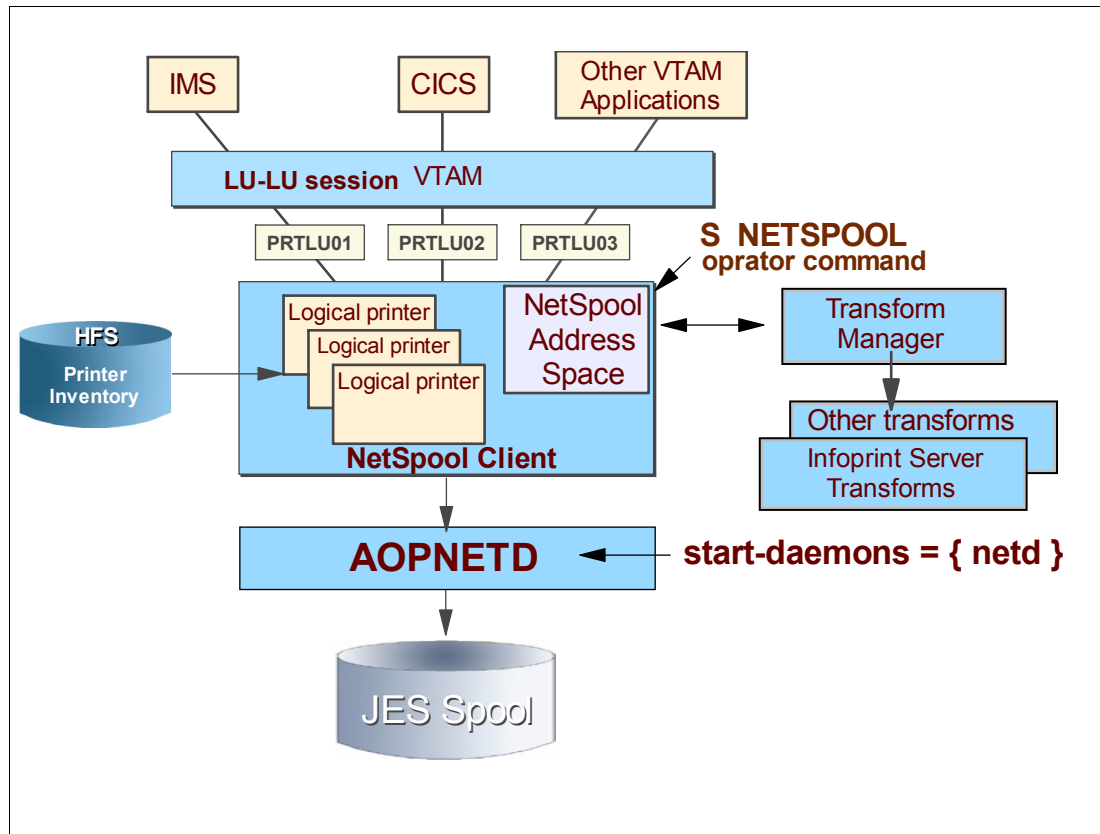 IMS
CICS
Other VTAM
Applications
LU-LU session VTAM
PRTLU01
PRTLU02
PRTLU03
S NETSPOOL
oprator command
Logical printer
Logical printer
Logical printer
NetSpool
Address
Space
NetSpool Client
HFS
Printer
Inventory
Transform
Manager
Other transforms
Infoprint Server
Transforms
AOPNETD
start-daemons = { netd }
JES Spool